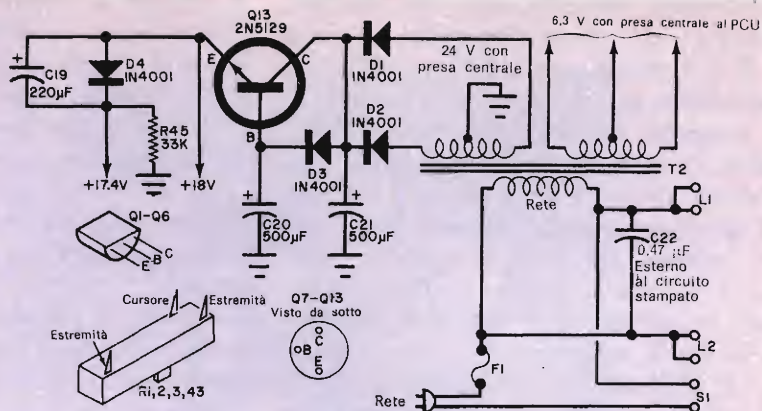 Q13
2N5129
6,3 V con presa centrale al PCU
24 V con
presa centrale
E
C
B
D1
1N4001
D4
1N4001
+
C19
220µF
D2
1N4001
R45
33K
D3
1N4001
T2
+17.4V
+18V
Rete
L1
+
C20
500µF
+
C21
500µF
C22
0,47 µF
Esterno
al circuito
stampato
Q1-Q6
C
B
E
Cursore
Estremità
Estremità
R1,2,3,43
Q7-Q13
Visto da sotto
C
B
E
F1
L2
Rete
S1